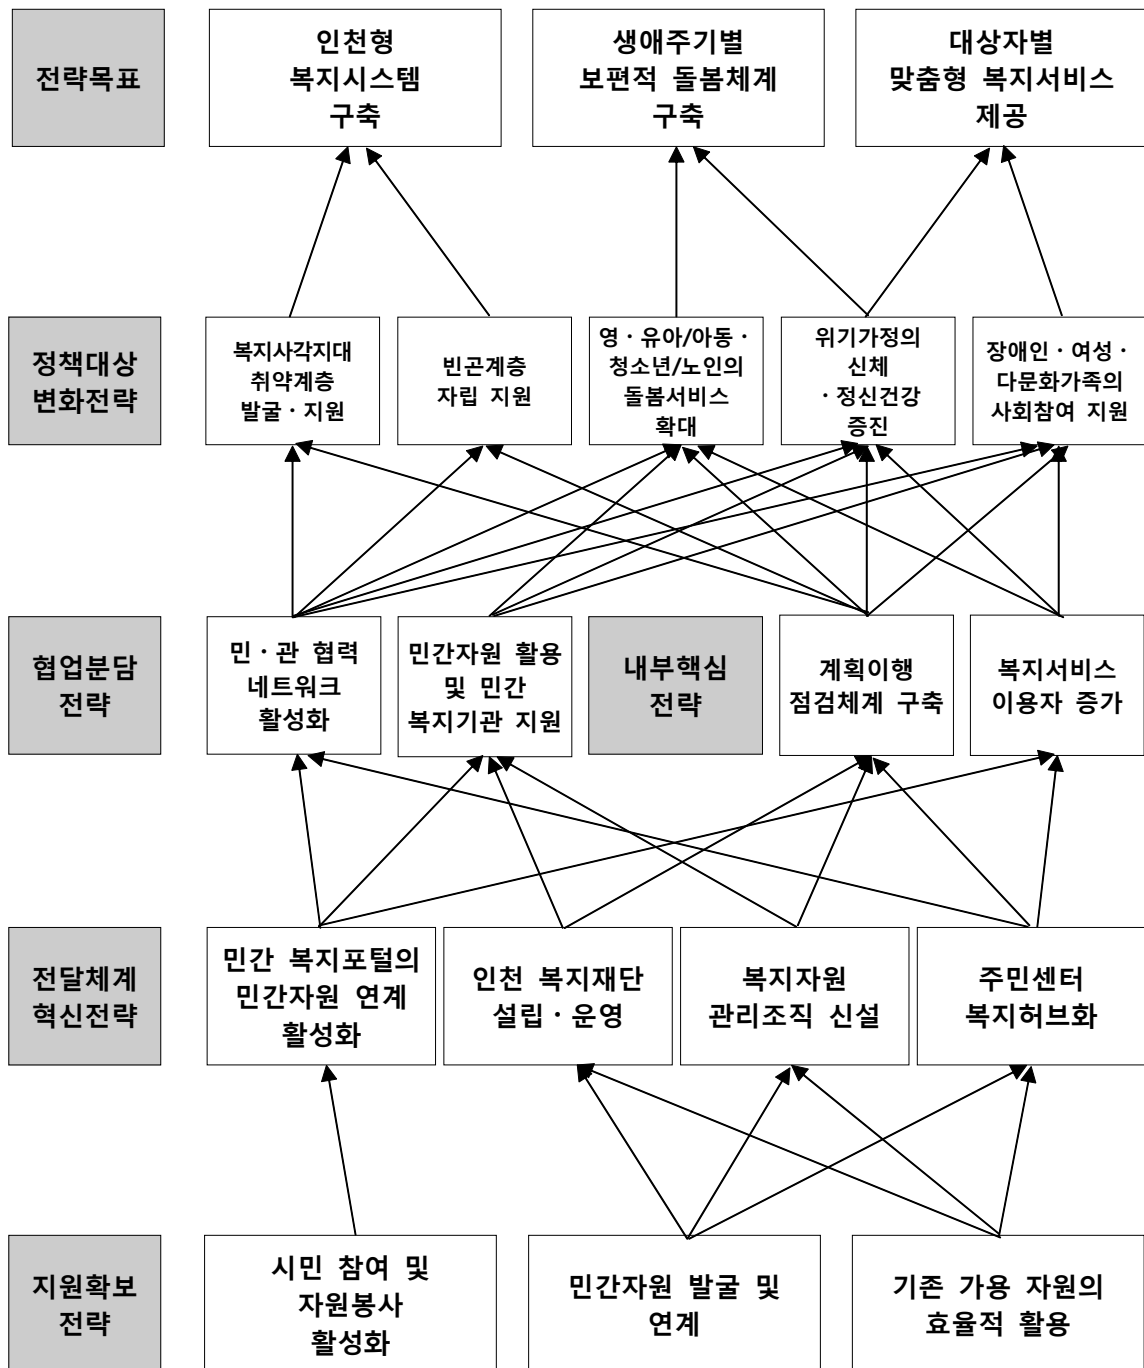 전략목표
인천형
복지시스템
구축
생애주기별
보편적 돌봄체계
구축
대상자별
맞춤형 복지서비스
제공
정책대상
변화전략
복지사각지대
취약계층
발굴 · 지원
빈곤계층
자립 지원
영 · 유아/아동 ·
청소년/노인의
돌봄서비스
확대
위기가정의
신체
· 정신건강
증진
장애인 · 여성 ·
다문화가족의
사회참여 지원
협업분담
전략
민 · 관 협력
네트워크
활성화
민간자원 활용
및 민간
복지기관 지원
내부핵심
전략
계획이행
점검체계 구축
복지서비스
이용자 증가
전달체계
혁신전략
민간 복지포털의
민간자원 연계
활성화
인천 복지재단
설립 · 운영
복지자원
관리조직 신설
주민센터
복지허브화
지원확보
전략
시민 참여 및
자원봉사
활성화
민간자원 발굴 및
연계
기존 가용 자원의
효율적 활용